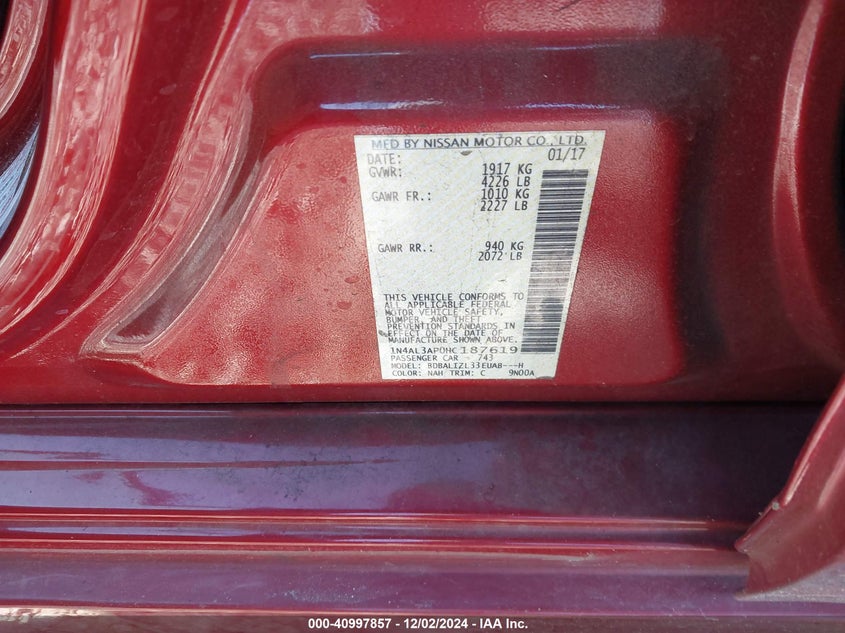 MFD BY NISSAN MOTOR CO., LTD.
DATE: 01/17
GVWR: 1917 KG
4226 LB
GAWR FR.: 1010 KG
2227 LB
GAWR RR.: 940 KG
2072 LB
THIS VEHICLE CONFORMS TO
ALL APPLICABLE FEDERAL
MOTOR VEHICLE SAFETY,
BUMPER, AND THEFT
PREVENTION STANDARDS IN
EFFECT ON THE DATE OF
MANUFACTURE SHOWN ABOVE.
1N4AL3AP0HC187619
PASSENGER CAR 743
MODEL: BDBALIZL33EUAB---H
COLOR: NAH TRIM: C 9N00A
000-40997857 - 12/02/2024 - ©IAA, Inc.